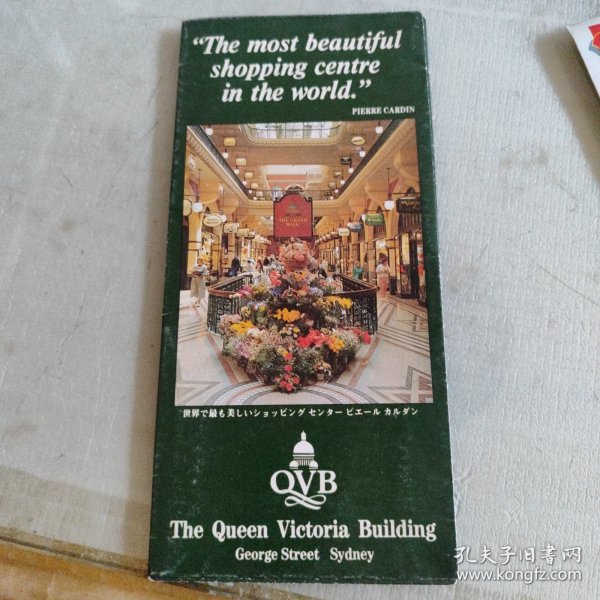 “The most beautiful
shopping centre
in the world.”
PIERRE CARDIN
THE GRAND
WALK
世界で最も美しいショッピング センター ピエール カルダン
QVB
The Queen Victoria Building
George Street Sydney
孔夫子旧书网
www.kongfz.com